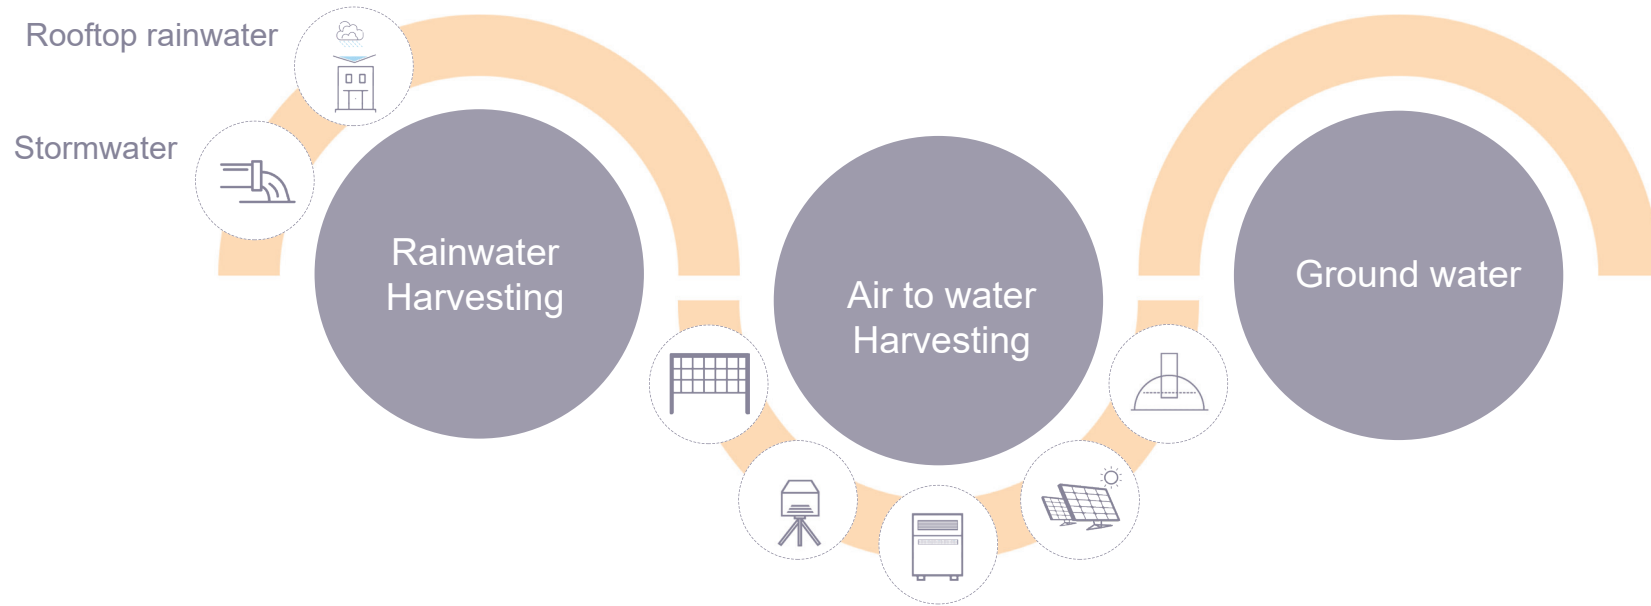 Rooftop rainwater
Stormwater
Rainwater
Harvesting
Air to water
Harvesting
Ground water